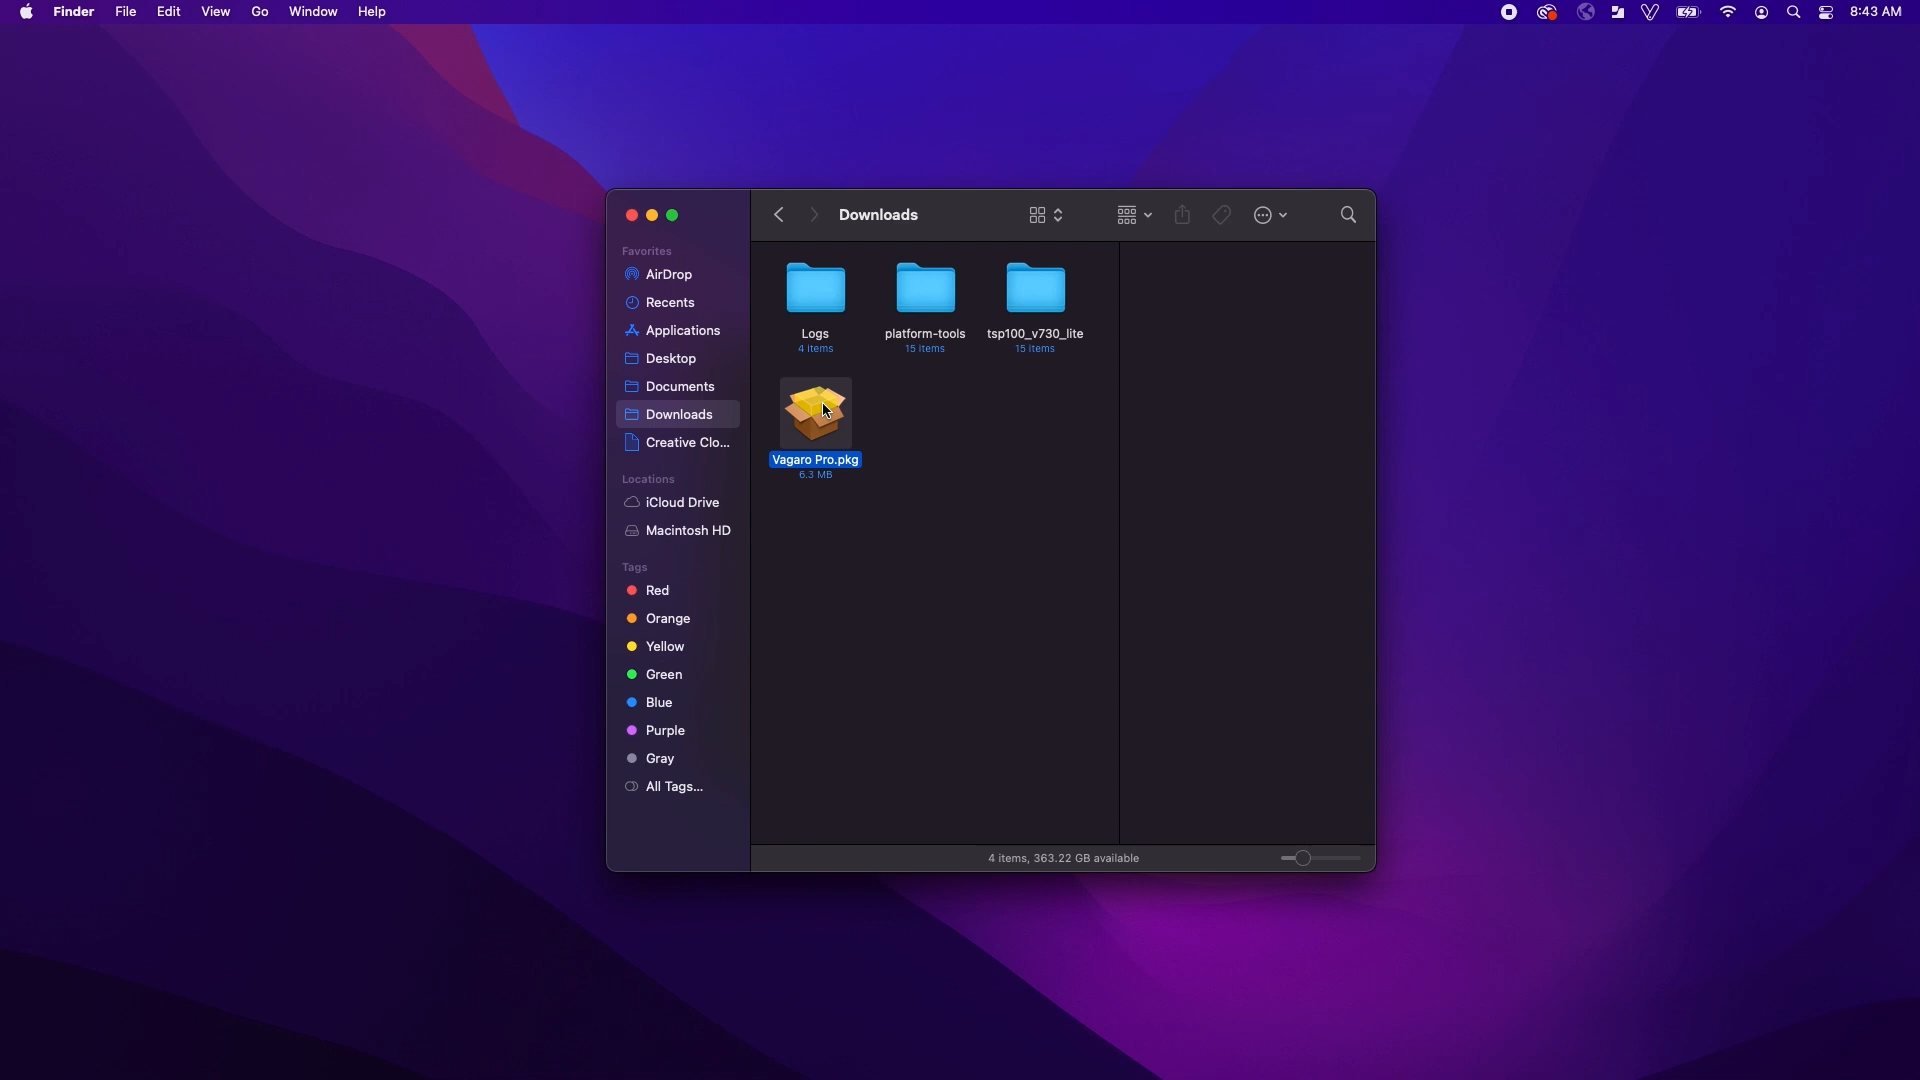 Finder File Edit View Go Window Help 8:43 AM
Downloads
Favorites
AirDrop
Recents
Applications
Desktop
Documents
Downloads
Creative Clo...
Locations
iCloud Drive
Macintosh HD
Tags
Red
Orange
Yellow
Green
Blue
Purple
Gray
All Tags...
Logs
4 items
platform-tools
15 items
tsp100_v730_lite
15 items
Vagaro Pro.pkg
6.3 MB
4 items, 363.22 GB available